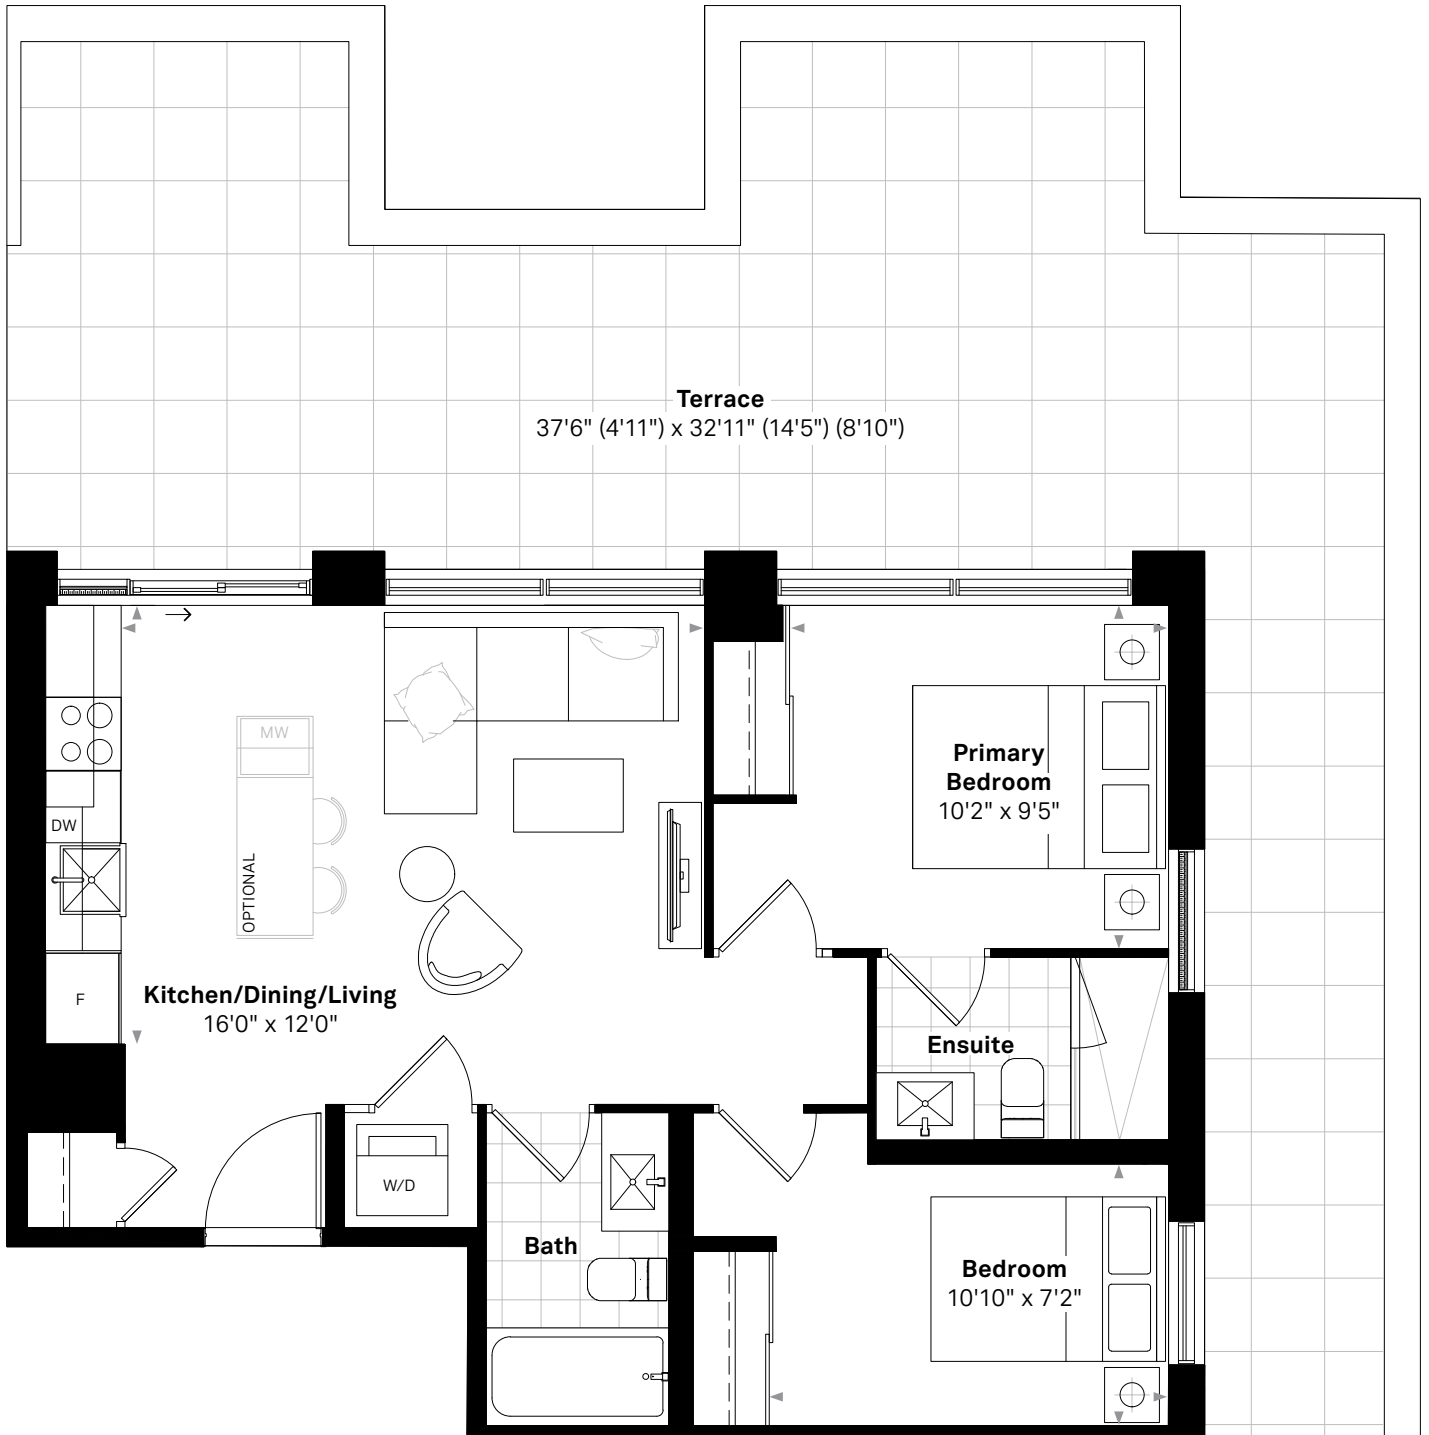 Terrace
37'6" (4'11") x 32'11" (14'5") (8'10")
MW
DW
OPTIONAL
F
Kitchen/Dining/Living
16'0" x 12'0"
Primary
Bedroom
10'2" x 9'5"
Ensuite
W/D
Bath
Bedroom
10'10" x 7'2"